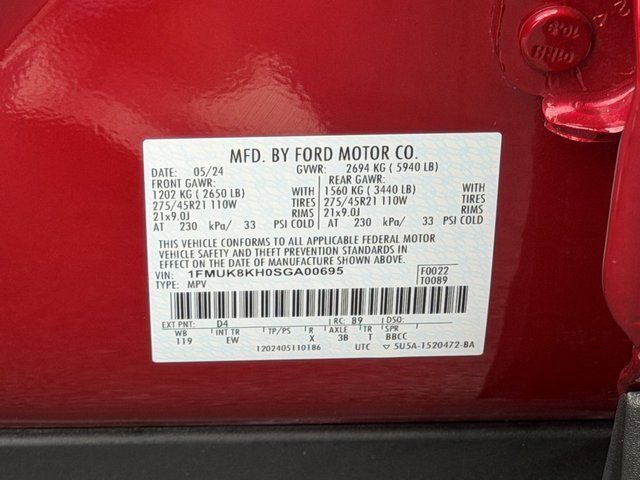 MFD. BY FORD MOTOR CO.
DATE: 05/24 GVWR: 2694 KG ( 5940 LB)
FRONT GAWR: REAR GAWR:
1202 KG ( 2650 LB) WITH 1560 KG ( 3440 LB) WITH
275/45R21 110W TIRES 275/45R21 110W TIRES
21x9.0J RIMS 21x9.0J RIMS
AT 230 kPa/ 33 PSI COLD AT 230 kPa/ 33 PSI COLD
THIS VEHICLE CONFORMS TO ALL APPLICABLE FEDERAL MOTOR
VEHICLE SAFETY AND THEFT PREVENTION STANDARDS IN
EFFECT ON THE DATE OF MANUFACTURE SHOWN ABOVE.
VIN: 1FMUK8KH0SGA00695 F0022
TYPE: MPV T0089
EXT PNT: D4 RC: 89 DSO:
WB INT TR TP/PS R AXLE TR SPR
119 EW X 3B T BBCC
1202405110186 UTC ▽ 5U5A-1520472-BA